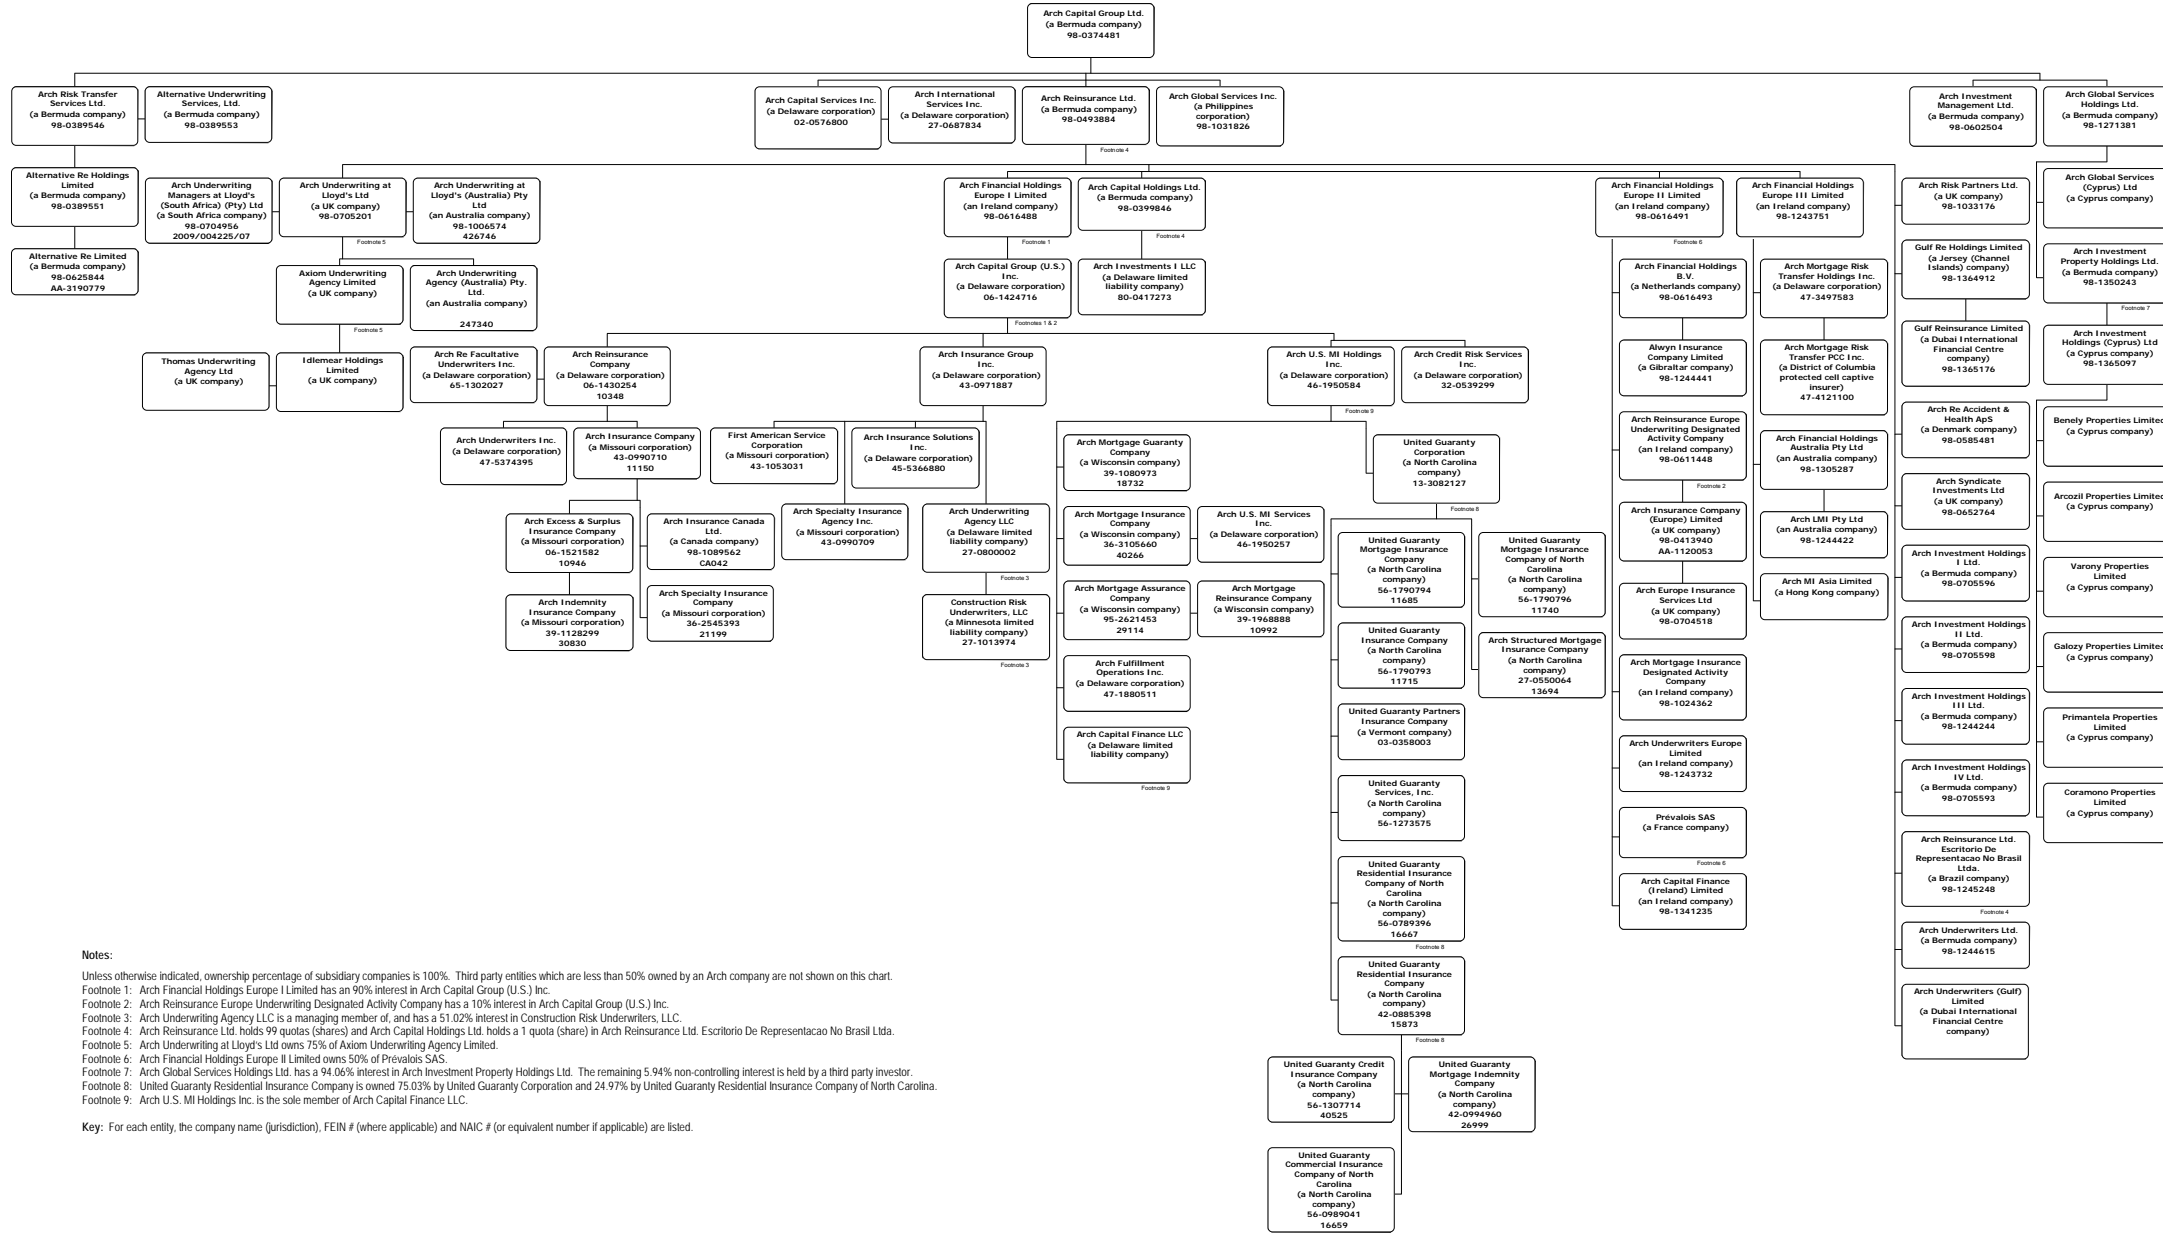 Arch Capital Group Ltd.
(a Bermuda company)
98-0374481
Arch Risk Transfer
Services Ltd.
(a Bermuda company)
98-0389546
Alternative Underwriting
Services, Ltd.
(a Bermuda company)
98-0389553
Arch Capital Services Inc.
(a Delaware corporation)
02-0576800
Arch International
Services Inc.
(a Delaware corporation)
27-0687834
Arch Reinsurance Ltd.
(a Bermuda company)
98-0493884
Footnote 4
Arch Global Services Inc.
(a Philippines
corporation)
98-1031826
Arch Investment
Management Ltd.
(a Bermuda company)
98-0602504
Arch Global Services
Holdings Ltd.
(a Bermuda company)
98-1271381
Alternative Re Holdings
Limited
(a Bermuda company)
98-0389551
Alternative Re Limited
(a Bermuda company)
98-0625844
AA-3190779
Arch Underwriting
Managers at Lloyd's
(South Africa) (Pty) Ltd
(a South Africa company)
98-0704956
2009/004225/07
Arch Underwriting at
Lloyd's Ltd
(a UK company)
98-0705201
Footnote 5
Arch Underwriting at
Lloyd's (Australia) Pty
Ltd
(an Australia company)
98-1006574
426746
Axiom Underwriting
Agency Limited
(a UK company)
Footnote 5
Arch Underwriting
Agency (Australia) Pty.
Ltd.
(an Australia company)
247340
Thomas Underwriting
Agency Ltd
(a UK company)
Idlemear Holdings
Limited
(a UK company)
Arch Financial Holdings
Europe I Limited
(an Ireland company)
98-0616488
Footnote 1
Arch Capital Holdings Ltd.
(a Bermuda company)
98-0399846
Footnote 4
Arch Capital Group (U.S.)
Inc.
(a Delaware corporation)
06-1424716
Footnotes 1 & 2
Arch Investments I LLC
(a Delaware limited
liability company)
80-0417273
Arch Re Facultative
Underwriters Inc.
(a Delaware corporation)
65-1302027
Arch Reinsurance
Company
(a Delaware corporation)
06-1430254
10348
Arch Insurance Group
Inc.
(a Delaware corporation)
43-0971887
Arch U.S. MI Holdings
Inc.
(a Delaware corporation)
46-1950584
Footnote 9
Arch Credit Risk Services
Inc.
(a Delaware corporation)
32-0539299
Arch Underwriters Inc.
(a Delaware corporation)
47-5374395
Arch Insurance Company
(a Missouri corporation)
43-0990710
11150
First American Service
Corporation
(a Missouri corporation)
43-1053031
Arch Insurance Solutions
Inc.
(a Delaware corporation)
45-5366880
Arch Excess & Surplus
Insurance Company
(a Missouri corporation)
06-1521582
10946
Arch Insurance Canada
Ltd.
(a Canada company)
98-1089562
CA042
Arch Specialty Insurance
Agency Inc.
(a Missouri corporation)
43-0990709
Arch Underwriting
Agency LLC
(a Delaware limited
liability company)
27-0800002
Footnote 3
Arch Indemnity
Insurance Company
(a Missouri corporation)
39-1128299
30830
Arch Specialty Insurance
Company
(a Missouri corporation)
36-2545393
21199
Construction Risk
Underwriters, LLC
(a Minnesota limited
liability company)
27-1013974
Footnote 3
Arch Mortgage Guaranty
Company
(a Wisconsin company)
39-1080973
18732
Arch Mortgage Insurance
Company
(a Wisconsin company)
36-3105660
40266
Arch U.S. MI Services
Inc.
(a Delaware corporation)
46-1950257
Arch Mortgage Assurance
Company
(a Wisconsin company)
95-2621453
29114
Arch Mortgage
Reinsurance Company
(a Wisconsin company)
39-1968888
10992
Arch Fulfillment
Operations Inc.
(a Delaware corporation)
47-1880511
Arch Capital Finance LLC
(a Delaware limited
liability company)
Footnote 9
United Guaranty
Corporation
(a North Carolina
company)
13-3082127
Footnote 8
United Guaranty
Mortgage Insurance
Company
(a North Carolina
company)
56-1790794
11685
United Guaranty
Mortgage Insurance
Company of North
Carolina
(a North Carolina
company)
56-1790796
11740
United Guaranty
Insurance Company
(a North Carolina
company)
56-1790793
11715
Arch Structured Mortgage
Insurance Company
(a North Carolina
company)
27-0550064
13694
United Guaranty Partners
Insurance Company
(a Vermont company)
03-0358003
United Guaranty
Services, Inc.
(a North Carolina
company)
56-1273575
United Guaranty
Residential Insurance
Company of North
Carolina
(a North Carolina
company)
56-0789396
16667
Footnote 8
United Guaranty
Residential Insurance
Company
(a North Carolina
company)
42-0885398
15873
Footnote 8
United Guaranty Credit
Insurance Company
(a North Carolina
company)
56-1307714
40525
United Guaranty
Mortgage Indemnity
Company
(a North Carolina
company)
42-0994960
26999
United Guaranty
Commercial Insurance
Company of North
Carolina
(a North Carolina
company)
56-0989041
16659
Arch Financial Holdings
Europe II Limited
(an Ireland company)
98-0616491
Footnote 6
Arch Financial Holdings
Europe III Limited
(an Ireland company)
98-1243751
Arch Financial Holdings
B.V.
(a Netherlands company)
98-0616493
Alwyn Insurance
Company Limited
(a Gibraltar company)
98-1244441
Arch Reinsurance Europe
Underwriting Designated
Activity Company
(an Ireland company)
98-0611448
Footnote 2
Arch Insurance Company
(Europe) Limited
(a UK company)
98-0413940
AA-1120053
Arch Europe Insurance
Services Ltd
(a UK company)
98-0704518
Arch Mortgage Insurance
Designated Activity
Company
(an Ireland company)
98-1024362
Arch Underwriters Europe
Limited
(an Ireland company)
98-1243732
Prévalois SAS
(a France company)
Footnote 6
Arch Capital Finance
(Ireland) Limited
(an Ireland company)
98-1341235
Arch Mortgage Risk
Transfer Holdings Inc.
(a Delaware corporation)
47-3497583
Arch Mortgage Risk
Transfer PCC Inc.
(a District of Columbia
protected cell captive
insurer)
47-4121100
Arch Financial Holdings
Australia Pty Ltd
(an Australia company)
98-1305287
Arch LMI Pty Ltd
(an Australia company)
98-1244422
Arch MI Asia Limited
(a Hong Kong company)
Arch Risk Partners Ltd.
(a UK company)
98-1033176
Gulf Re Holdings Limited
(a Jersey (Channel
Islands) company)
98-1364912
Gulf Reinsurance Limited
(a Dubai International
Financial Centre
company)
98-1365176
Arch Re Accident &
Health ApS
(a Denmark company)
98-0585481
Arch Syndicate
Investments Ltd
(a UK company)
98-0652764
Arch Investment Holdings
I Ltd.
(a Bermuda company)
98-0705596
Arch Investment Holdings
II Ltd.
(a Bermuda company)
98-0705598
Arch Investment Holdings
III Ltd.
(a Bermuda company)
98-1244244
Arch Investment Holdings
IV Ltd.
(a Bermuda company)
98-0705593
Arch Reinsurance Ltd.
Escritorio De
Representacao No Brasil
Ltda.
(a Brazil company)
98-1245248
Footnote 4
Arch Underwriters Ltd.
(a Bermuda company)
98-1244615
Arch Underwriters (Gulf)
Limited
(a Dubai International
Financial Centre
company)
Arch Global Services
(Cyprus) Ltd
(a Cyprus company)
Arch Investment
Property Holdings Ltd.
(a Bermuda company)
98-1350243
Footnote 7
Arch Investment
Holdings (Cyprus) Ltd
(a Cyprus company)
98-1365097
Benely Properties Limited
(a Cyprus company)
Arcozil Properties Limited
(a Cyprus company)
Varony Properties
Limited
(a Cyprus company)
Galozy Properties Limited
(a Cyprus company)
Primantela Properties
Limited
(a Cyprus company)
Coramono Properties
Limited
(a Cyprus company)
Notes:
Unless otherwise indicated, ownership percentage of subsidiary companies is 100%. Third party entities which are less than 50% owned by an Arch company are not shown on this chart.
Footnote 1: Arch Financial Holdings Europe I Limited has an 90% interest in Arch Capital Group (U.S.) Inc.
Footnote 2: Arch Reinsurance Europe Underwriting Designated Activity Company has a 10% interest in Arch Capital Group (U.S.) Inc.
Footnote 3: Arch Underwriting Agency LLC is a managing member of, and has a 51.02% interest in Construction Risk Underwriters, LLC.
Footnote 4: Arch Reinsurance Ltd. holds 99 quotas (shares) and Arch Capital Holdings Ltd. holds a 1 quota (share) in Arch Reinsurance Ltd. Escritorio De Representacao No Brasil Ltda.
Footnote 5: Arch Underwriting at Lloyd's Ltd owns 75% of Axiom Underwriting Agency Limited.
Footnote 6: Arch Financial Holdings Europe II Limited owns 50% of Prévalois SAS.
Footnote 7: Arch Global Services Holdings Ltd. has a 94.06% interest in Arch Investment Property Holdings Ltd. The remaining 5.94% non-controlling interest is held by a third party investor.
Footnote 8: United Guaranty Residential Insurance Company is owned 75.03% by United Guaranty Corporation and 24.97% by United Guaranty Residential Insurance Company of North Carolina.
Footnote 9: Arch U.S. MI Holdings Inc. is the sole member of Arch Capital Finance LLC.
Key: For each entity, the company name (jurisdiction), FEIN # (where applicable) and NAIC # (or equivalent number if applicable) are listed.